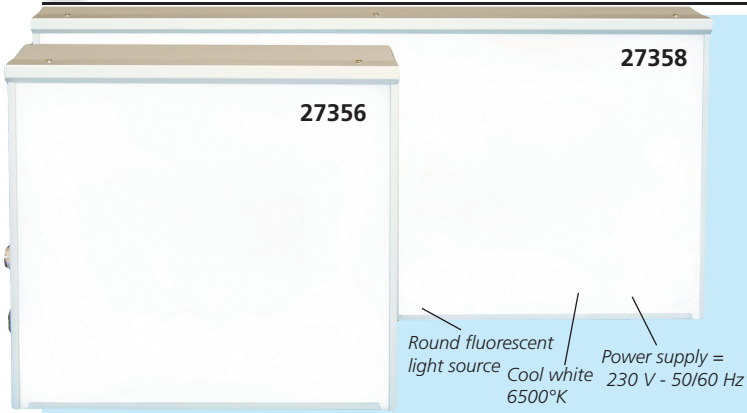 27358
27356
Round fluorescent
light source
Cool white
6500°K
Power supply =
230 V - 50/60 Hz